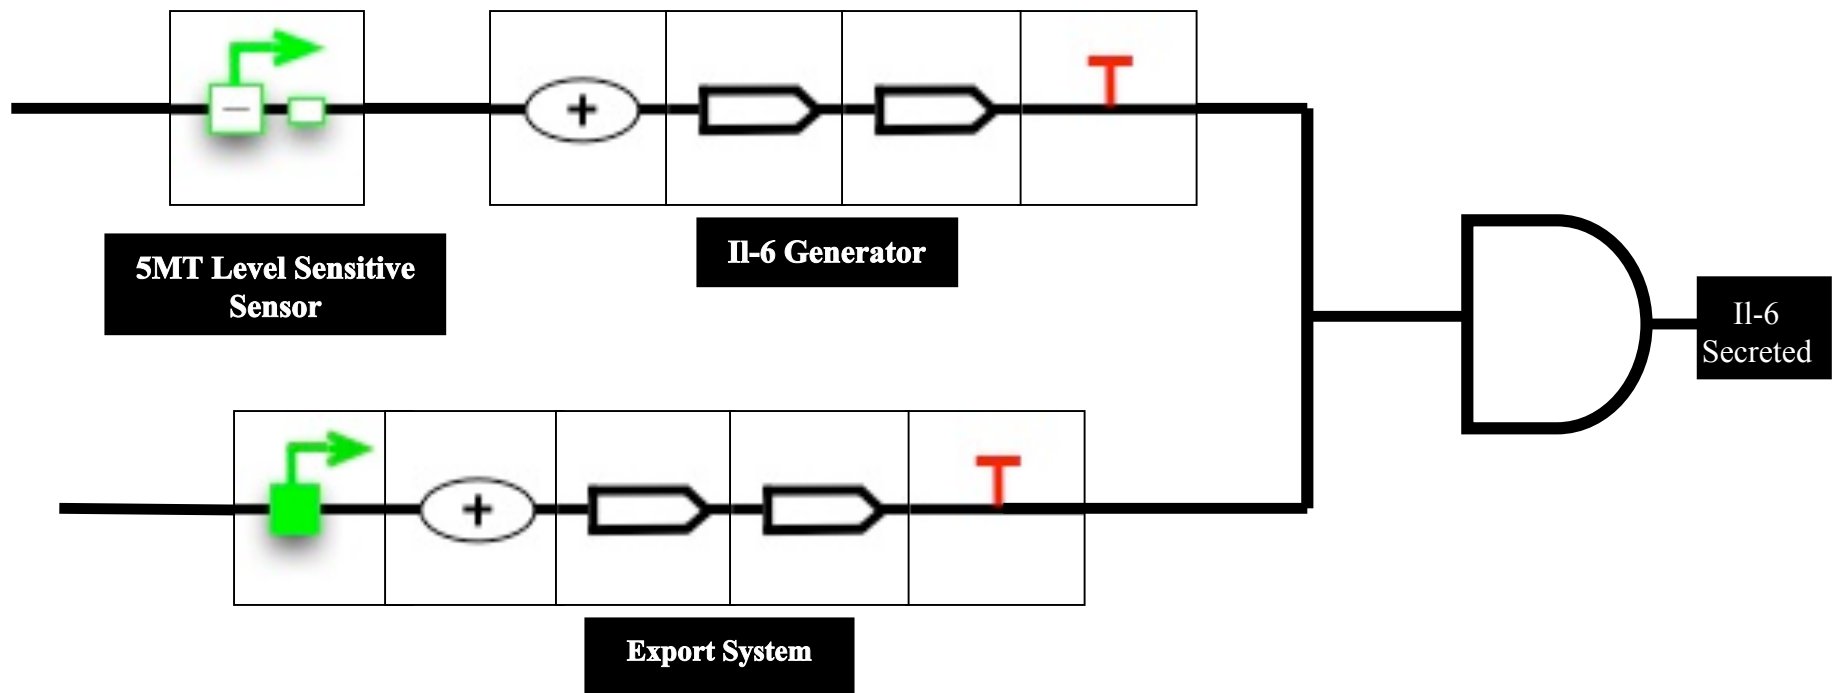 5MT Level Sensitive
Sensor
Il-6 Generator
Il-6
Secreted
Export System